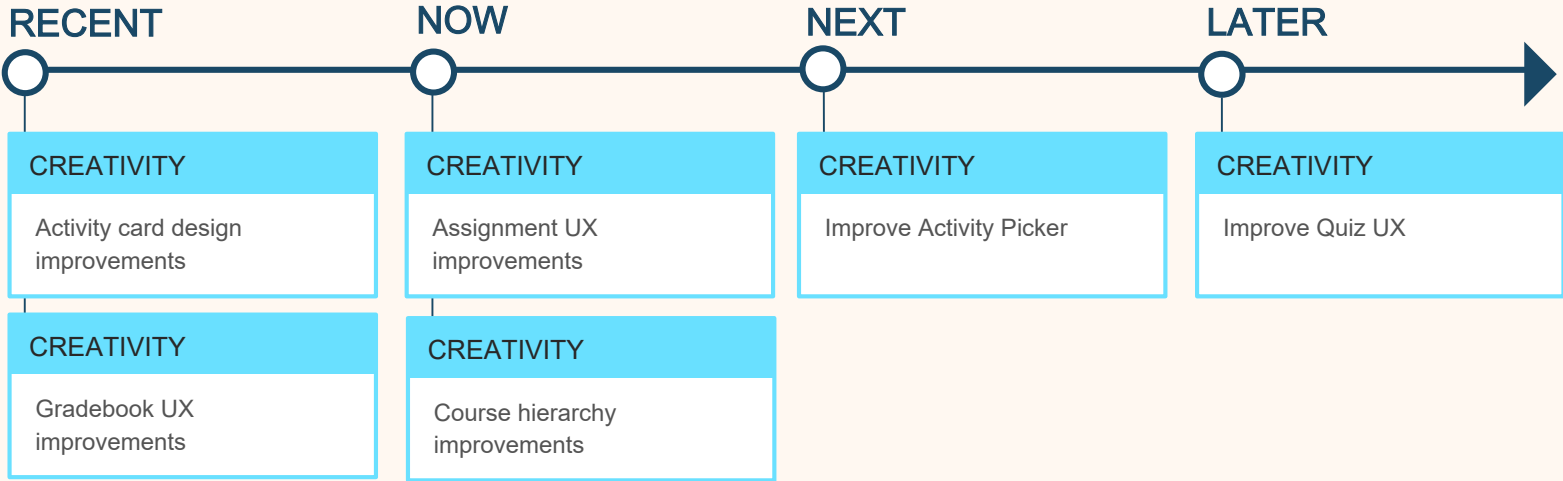 RECENT
NOW
NEXT
LATER
CREATIVITY
Activity card design
improvements
CREATIVITY
Gradebook UX
improvements
CREATIVITY
Assignment UX
improvements
CREATIVITY
Course hierarchy
improvements
CREATIVITY
Improve Activity Picker
CREATIVITY
Improve Quiz UX